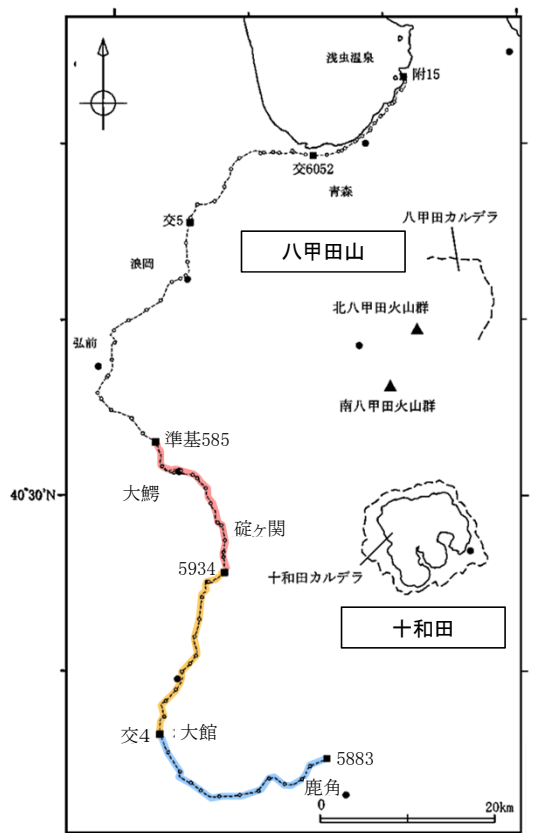 浅虫温泉
附15
交6052
青森
交5
八甲田カルデラ
八甲田山
浪岡
北八甲田火山群
弘前
南八甲田火山群
準基585
40°30'N
大鰐
碇ヶ関
5934
十和田カルデラ
十和田
交4
大館
5883
鹿角
0
20km